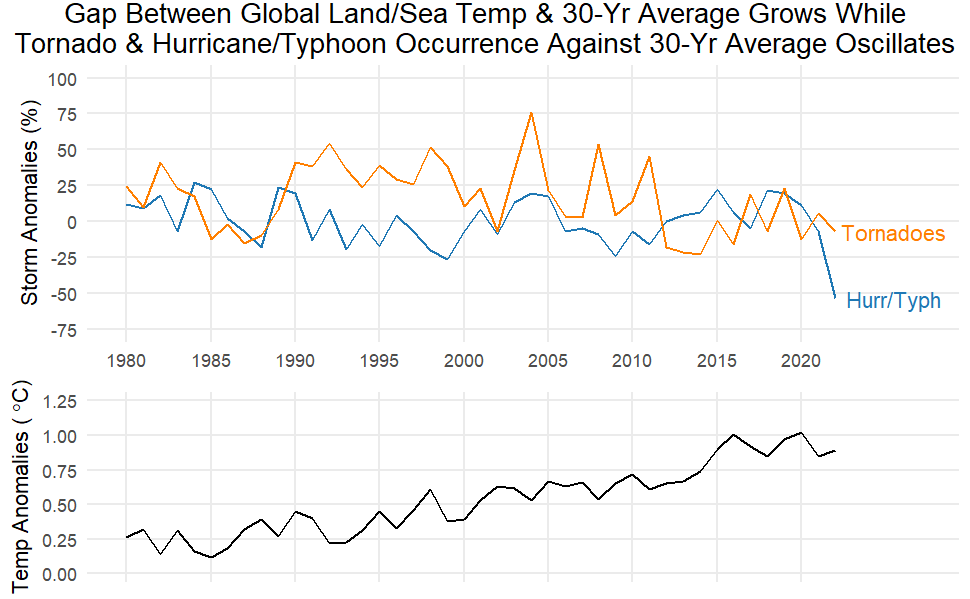 Gap Between Global Land/Sea Temp & 30-Yr Average Grows While
Tornado & Hurricane/Typhoon Occurrence Against 30-Yr Average Oscillates
Storm Anomalies (%)
100
75
50
25
0
-25
-50
-75
Tornadoes
Hurr/Typh
1980 1985 1990 1995 2000 2005 2010 2015 2020
Temp Anomalies ( °C)
1.25
1.00
0.75
0.50
0.25
0.00